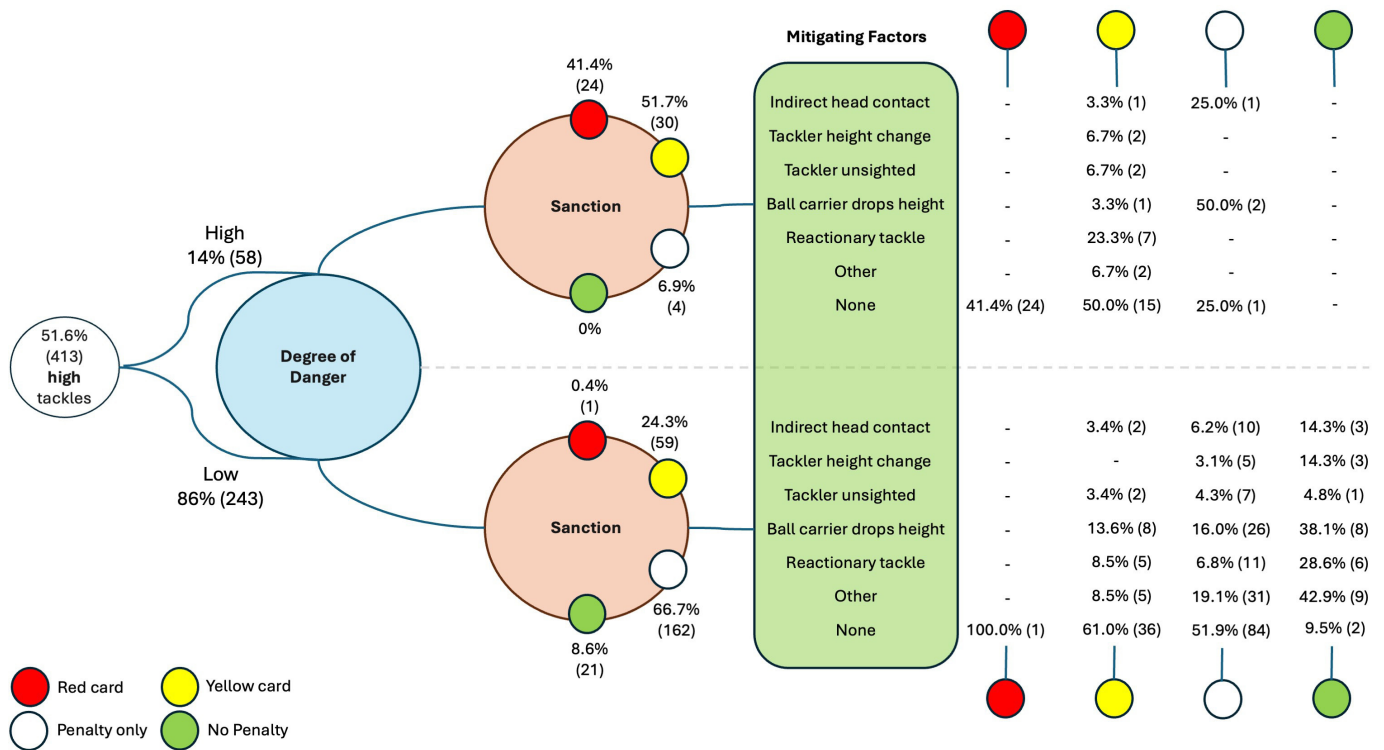 Mitigating Factors
41.4%
(24)
51.7%
(30)
Sanction
6.9%
(4)
0%
High
14% (58)
51.6%
(413)
high
tackles
Degree of
Danger
Low
86% (243)
0.4%
(1)
24.3%
(59)
Sanction
66.7%
(162)
8.6%
(21)
Indirect head contact - 3.3% (1) 25.0% (1) -
Tackler height change - 6.7% (2) - -
Tackler unsighted - 6.7% (2) - -
Ball carrier drops height - 3.3% (1) 50.0% (2) -
Reactionary tackle - 23.3% (7) - -
Other - 6.7% (2) - -
None 41.4% (24) 50.0% (15) 25.0% (1) -
Indirect head contact - 3.4% (2) 6.2% (10) 14.3% (3)
Tackler height change - - 3.1% (5) 14.3% (3)
Tackler unsighted - 3.4% (2) 4.3% (7) 4.8% (1)
Ball carrier drops height - 13.6% (8) 16.0% (26) 38.1% (8)
Reactionary tackle - 8.5% (5) 6.8% (11) 28.6% (6)
Other - 8.5% (5) 19.1% (31) 42.9% (9)
None 100.0% (1) 61.0% (36) 51.9% (84) 9.5% (2)
Red card
Yellow card
Penalty only
No Penalty